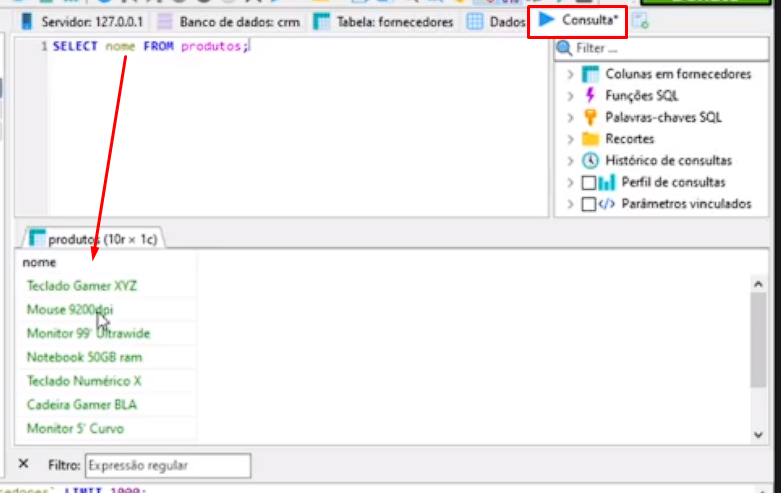 Servidor: 127.0.0.1 Banco de dados: crm Tabela: fornecedores Dados Consulta*
1 SELECT nome FROM produtos;
Filter ...
Colunas em fornecedores
Funções SQL
Palavras-chaves SQL
Recortes
Histórico de consultas
Perfil de consultas
Parâmetros vinculados
produtos (10r × 1c)
nome
Teclado Gamer XYZ
Mouse 9200dpi
Monitor 99' Ultrawide
Notebook 50GB ram
Teclado Numérico X
Cadeira Gamer BLA
Monitor 5' Curvo
Filtro: Expressão regular
LIMIT 1000;